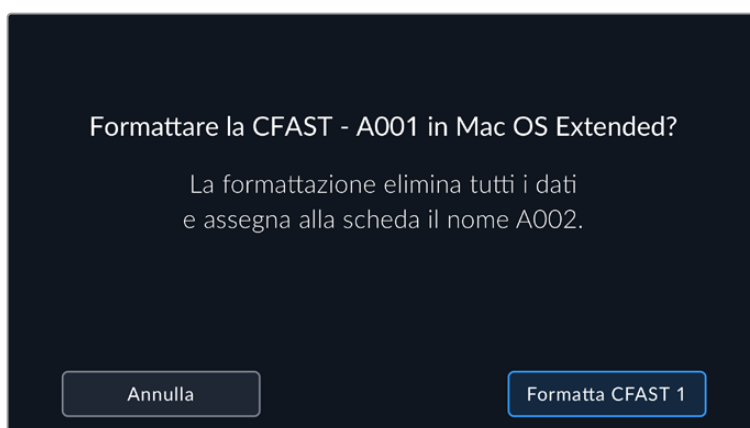 Formattare la CFAST - A001 in Mac OS Extended?
La formattazione elimina tutti i dati
e assegna alla scheda il nome A002.
Annulla
Formatta CFAST 1